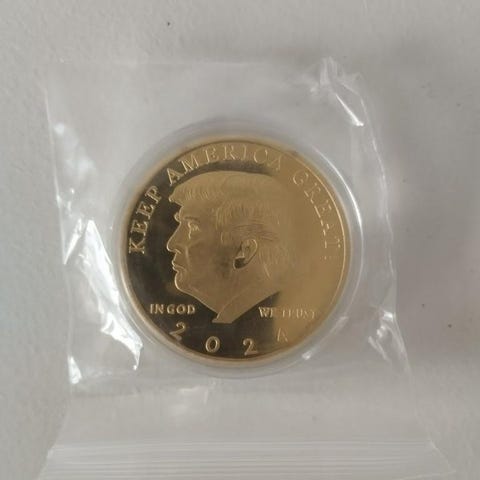 KEEP AMERICA GREAT!
IN GOD WE TRUST
2024